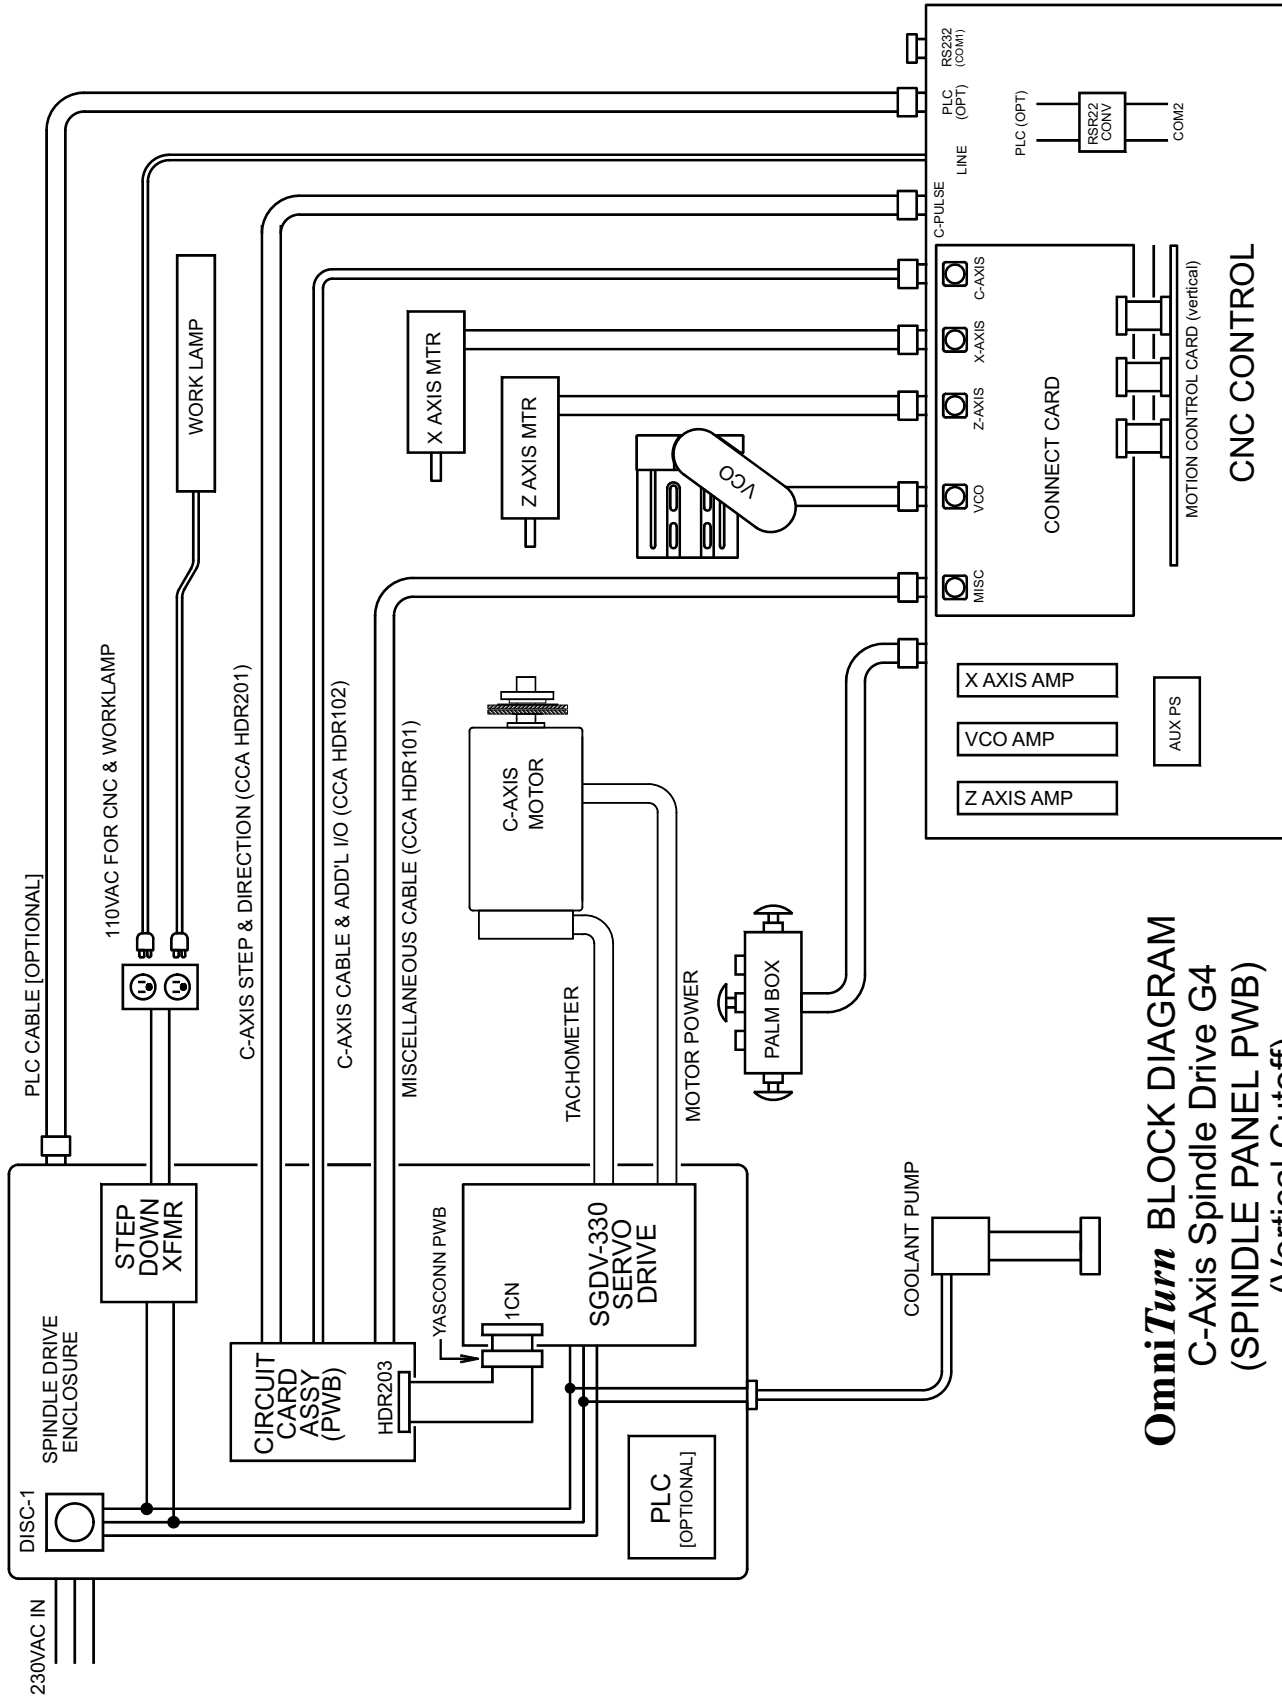 230VAC IN
DISC-1
SPINDLE DRIVE
ENCLOSURE
STEP
DOWN
XFMR
CIRCUIT
CARD
ASSY
(PWB)
HDR203
YASCONN PWB
1CN
SGDV-330
SERVO
DRIVE
PLC
[OPTIONAL]
PLC CABLE [OPTIONAL]
110VAC FOR CNC & WORKLAMP
WORK LAMP
C-AXIS STEP & DIRECTION (CCA HDR201)
C-AXIS CABLE & ADD'L I/O (CCA HDR102)
MISCELLANEOUS CABLE (CCA HDR101)
TACHOMETER
MOTOR POWER
C-AXIS
MOTOR
X AXIS MTR
Z AXIS MTR
VCO
PALM BOX
COOLANT PUMP
RS232
(COM1)
PLC
(OPT)
LINE
C-PULSE
C-AXIS
X-AXIS
Z-AXIS
VCO
MISC
PLC (OPT)
RSR22
CONV
COM2
CONNECT CARD
MOTION CONTROL CARD (vertical)
CNC CONTROL
X AXIS AMP
VCO AMP
Z AXIS AMP
AUX PS
OmniTurn BLOCK DIAGRAM
C-Axis Spindle Drive G4
(SPINDLE PANEL PWB)
(Vertical Cutoff)